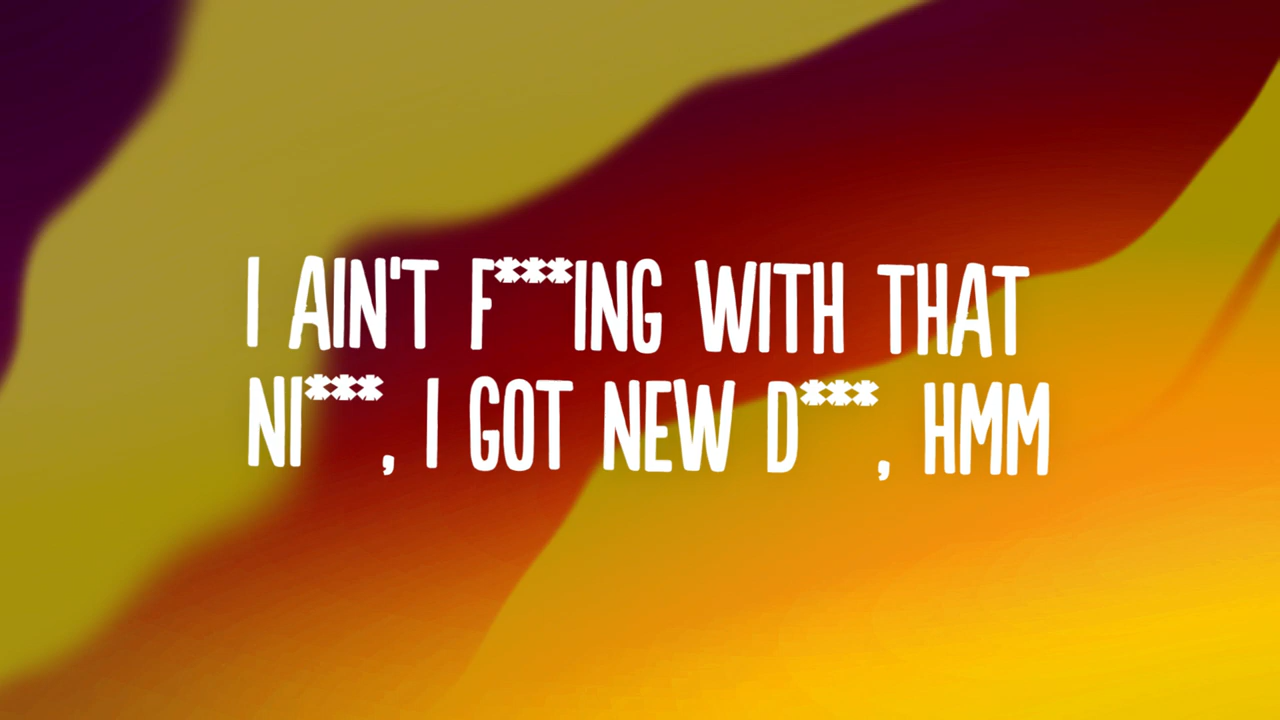 I AIN'T F***ING WITH THAT
NI***, I GOT NEW D***, HMM